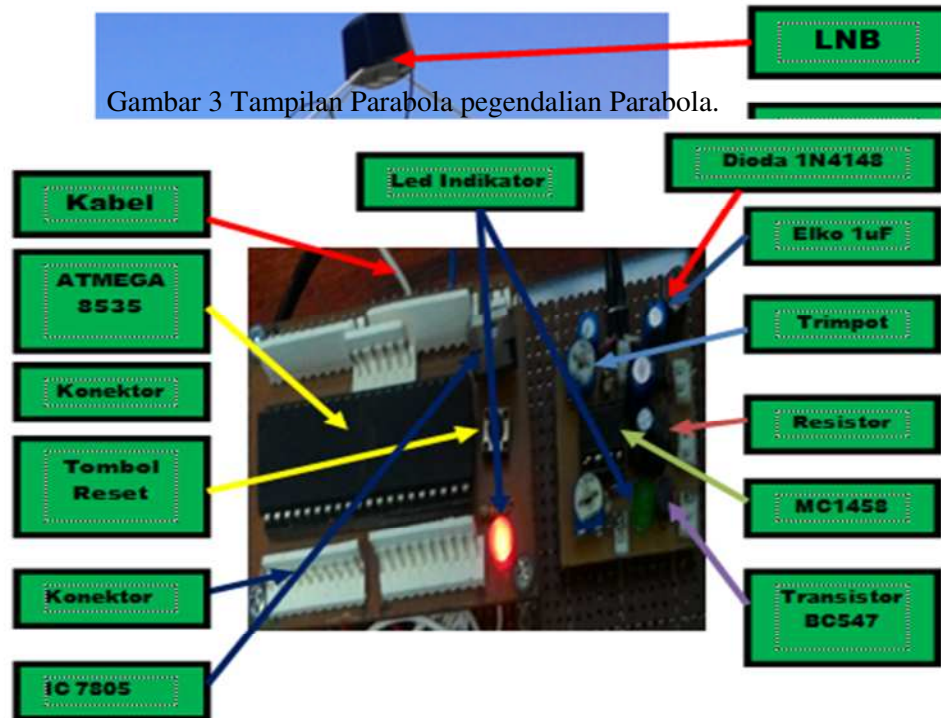 LNB
Gambar 3 Tampilan Parabola pegendalian Parabola.
Led Indikator
Dioda 1N4148
Kabel
Elko 1uF
ATMEGA
8535
Trimpot
Konektor
Resistor
Tombol
Reset
MC1458
Konektor
Transistor
BC547
IC 7805